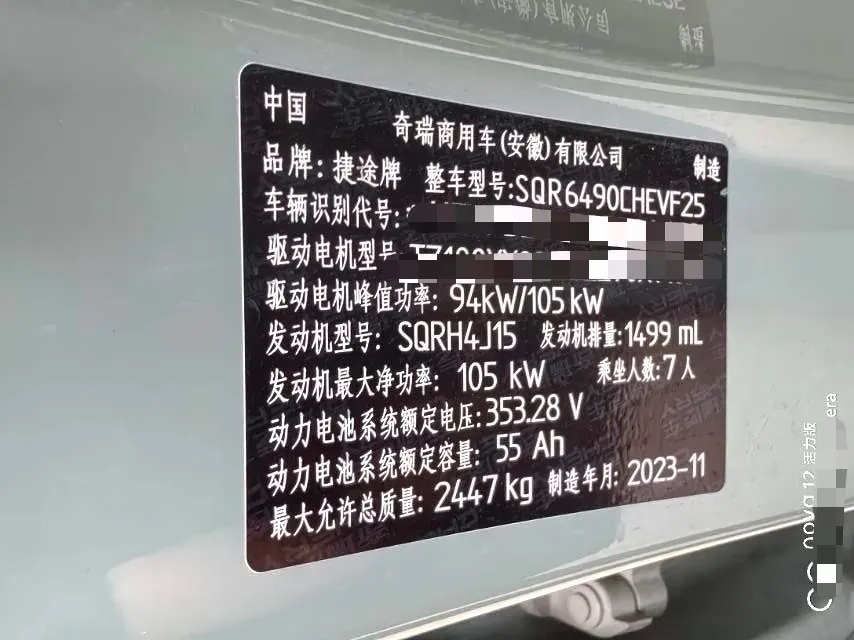 中国
奇瑞商用车(安徽)有限公司 制造
品牌: 捷途牌 整车型号:SQR6490CHEVF25
车辆识别代号:
驱动电机型号
驱动电机峰值功率: 94kW/105kW
发动机型号: SQRH4J15 发动机排量:1499 mL
发动机最大净功率: 105 kW 乘坐人数:7人
动力电池系统额定电压:353.28 V
动力电池系统额定容量: 55 Ah
最大允许总质量: 2447kg 制造年月: 2023-11
nova 12 活力版
era